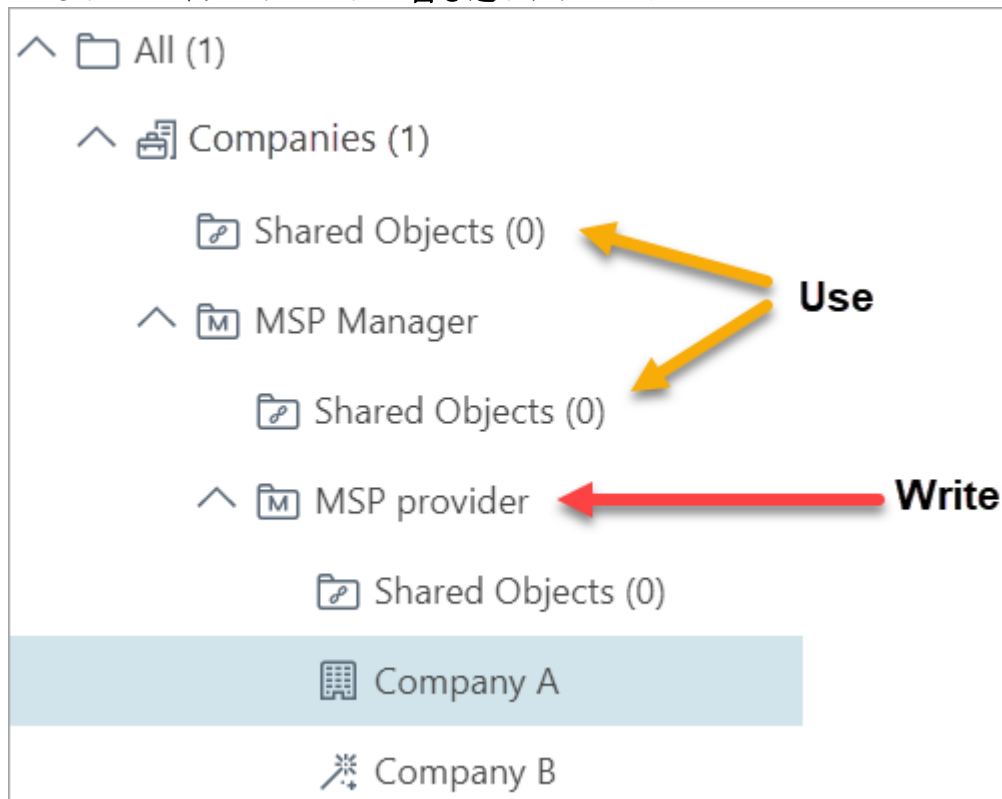 All (1)
Companies (1)
Shared Objects (0)
Use
MSP Manager
Shared Objects (0)
MSP provider
Write
Shared Objects (0)
Company A
Company B